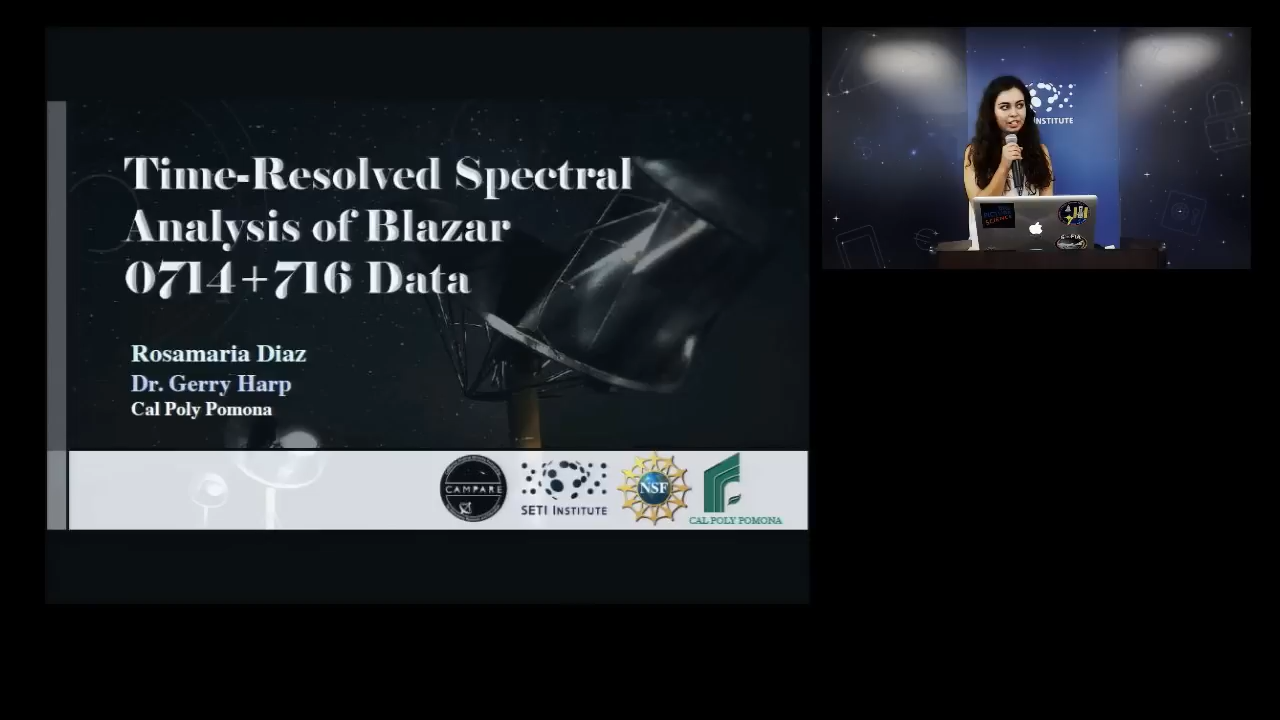 Time-Resolved Spectral
Analysis of Blazar
0714+716 Data
Rosamaria Diaz
Dr. Gerry Harp
Cal Poly Pomona
CAMPARE
SETI INSTITUTE
NSF
CAL POLY POMONA
INSTITUTE